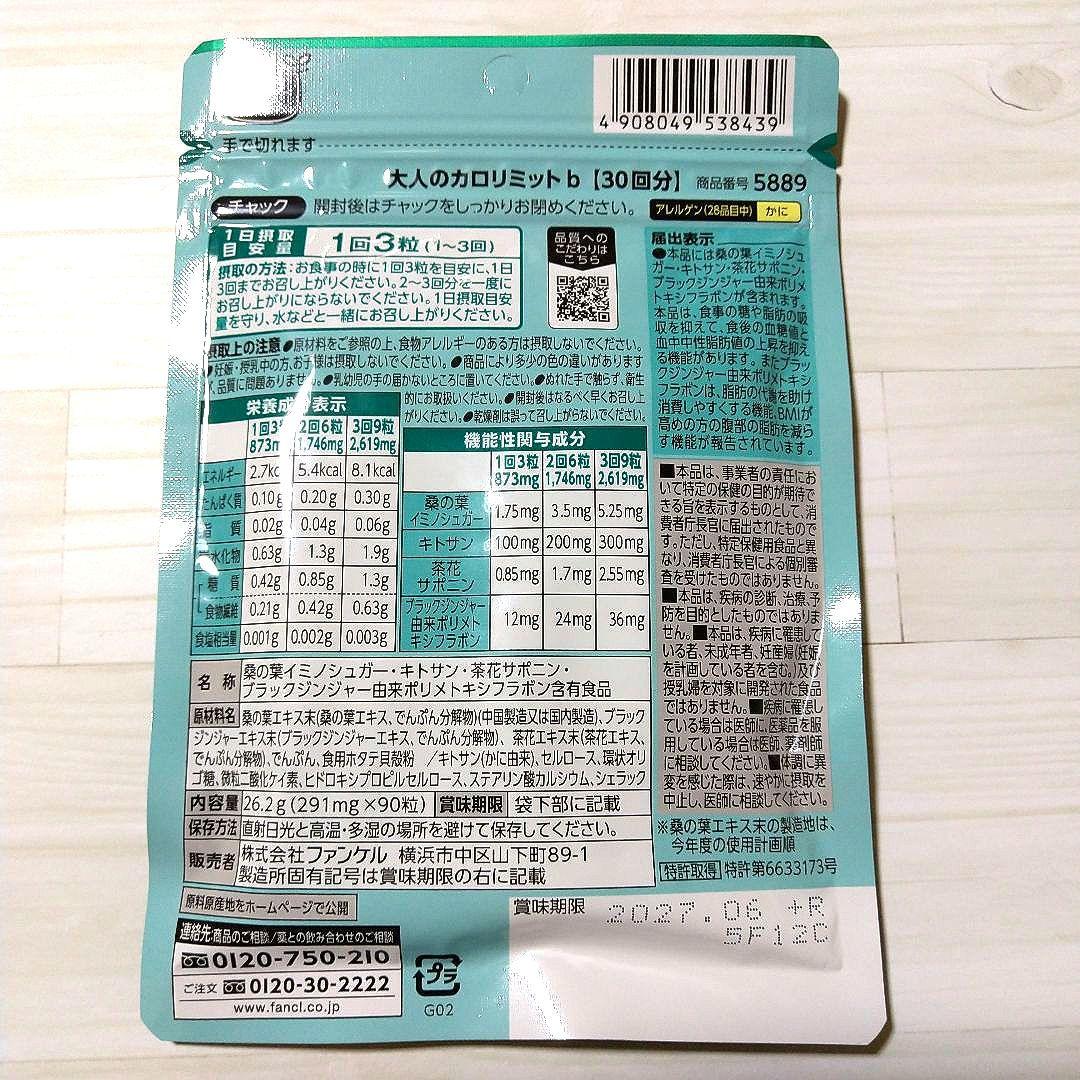 4 908049 538439
手で切れます
大人のカロリミットb【30回分】 商品番号 5889
チャック 開封後はチャックをしっかりお閉めください。
アレルゲン(28品目中) かに
1日摂取目安量 1回3粒(1~3回)
摂取の方法:お食事の時に1回3粒を目安に、1日
3回までお召し上がりください。2~3回分を一度に
お召し上がりにならないでください。1日摂取目安
量を守り、水などと一緒にお召し上がりください。
品質への
こだわりは
こちら
摂取上の注意 ●原材料をご参照の上、食物アレルギーのある方は摂取しないでください。
●妊娠・授乳中の方、お子様は摂取しないでください。●商品により多少の色の違いがあります
が、品質に問題ありません。●乳幼児の手の届かないところに置いてください。●ぬれた手で触らず、衛生
的にお取扱いください。●開封後はなるべく早くお召し上
がりください。●乾燥剤は誤って召し上がらないでください。
栄養成分表示
1回3粒 2回6粒 3回9粒
873mg 1,746mg 2,619mg
エネルギー 2.7kcal 5.4kcal 8.1kcal
たんぱく質 0.10g 0.20g 0.30g
脂質 0.02g 0.04g 0.06g
炭水化物 0.63g 1.3g 1.9g
糖質 0.42g 0.85g 1.3g
食物繊維 0.21g 0.42g 0.63g
食塩相当量 0.001g 0.002g 0.003g
機能性関与成分
1回3粒 2回6粒 3回9粒
873mg 1,746mg 2,619mg
桑の葉
イミノシュガー 1.75mg 3.5mg 5.25mg
キトサン 100mg 200mg 300mg
茶花
サポニン 0.85mg 1.7mg 2.55mg
ブラックジンジャー
由来ポリメト
キシフラボン 12mg 24mg 36mg
届出表示
●本品には桑の葉イミノシュ
ガー・キトサン・茶花サポニン・
ブラックジンジャー由来ポリメ
トキシフラボンが含まれます。
本品は、食事の糖や脂肪の吸
収を抑えて、食後の血糖値と
血中中性脂肪値の上昇を抑え
る機能があります。またブラッ
クジンジャー由来ポリメトキシ
フラボンは、脂肪の代謝を助け
消費しやすくする機能、BMIが
高めの方の腹部の脂肪を減ら
す機能が報告されています。
■本品は、事業者の責任にお
いて特定の保健の目的が期待で
きる旨を表示するものとして、消
費者庁長官に届出されたもので
す。ただし、特定保健用食品と異
なり、消費者庁長官による個別審
査を受けたものではありません。
■本品は、疾病の診断、治療、予
防を目的としたものではありま
せん。■本品は、疾病に罹患して
いる者、未成年者、妊産婦(妊娠
を計画している者を含む。)及び
授乳婦を対象に開発された食品
ではありません。■疾病に罹患し
ている場合は医師に、医薬品を服
用している場合は医師、薬剤師
に相談してください。■体調に異
変を感じた際は、速やかに摂取を
中止し、医師に相談してください。
※桑の葉エキス末の製造地は、
今年度の使用計画順
特許取得 特許第6633173号
名称 桑の葉イミノシュガー・キトサン・茶花サポニン・
ブラックジンジャー由来ポリメトキシフラボン含有食品
原材料名 桑の葉エキス末(桑の葉エキス、でんぷん分解物)(中国製造又は国内製造)、ブラック
ジンジャーエキス末(ブラックジンジャーエキス、でんぷん分解物)、茶花エキス末(茶花エキス、
でんぷん分解物)、でんぷん、食用ホタテ貝殻粉 /キトサン(かに由来)、セルロース、環状オリ
ゴ糖、微粒二酸化ケイ素、ヒドロキシプロピルセルロース、ステアリン酸カルシウム、シェラック
内容量 26.2g(291mg×90粒) 賞味期限 袋下部に記載
保存方法 直射日光と高温・多湿の場所を避けて保存してください。
販売者 株式会社ファンケル 横浜市中区山下町89-1
製造所固有記号は賞味期限の右に記載
原料原産地をホームページで公開
連絡先:商品のご相談/薬との飲み合わせのご相談
0120-750-210
ご注文 0120-30-2222
www.fancl.co.jp
プラ
G02
賞味期限 2027.06 +R
5F12C